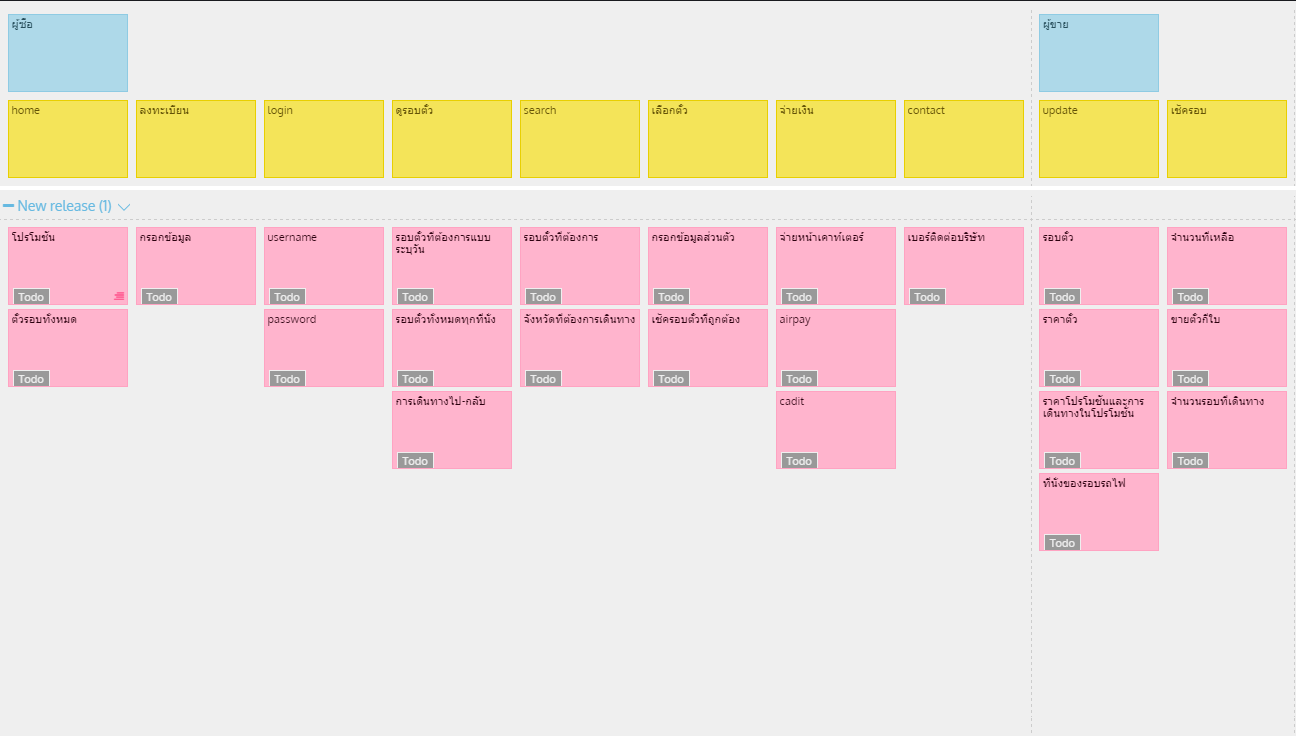 ผู้ซื้อ
ผู้ขาย
home
ลงทะเบียน
login
ดูรอบตั๋ว
search
เลือกตั๋ว
จ่ายเงิน
contact
update
เช้ครอบ
New release (1)
โปรโมชั่น
กรอกข้อมูล
username
รอบตั๋วที่ต้องการแบบ
ระบุวัน
รอบตั๋วที่ต้องการ
กรอกข้อมูลส่วนตัว
จ่ายหน้าเคาท์เตอร์
เบอร์ติดต่อบริษัท
รอบตั๋ว
จำนวนที่เหลือ
Todo
Todo
Todo
Todo
Todo
Todo
Todo
Todo
Todo
Todo
ตั๋วรอบทั้งหมด
password
รอบตั๋วทั้งหมดทุกที่นั่ง
จังหวัดที่ต้องการเดินทาง
เช้ครอบตั๋วที่ถูกต้อง
airpay
ราคาตั๋ว
ขายตั๋วกี่ใบ
Todo
Todo
Todo
Todo
Todo
Todo
Todo
Todo
การเดินทางไป-กลับ
cadit
ราคาโปรโมชั่นและการ
เดินทางในโปรโมชั่น
จำนวนรอบที่เดินทาง
Todo
Todo
Todo
Todo
ที่นั่งของรอบรถไฟ
Todo